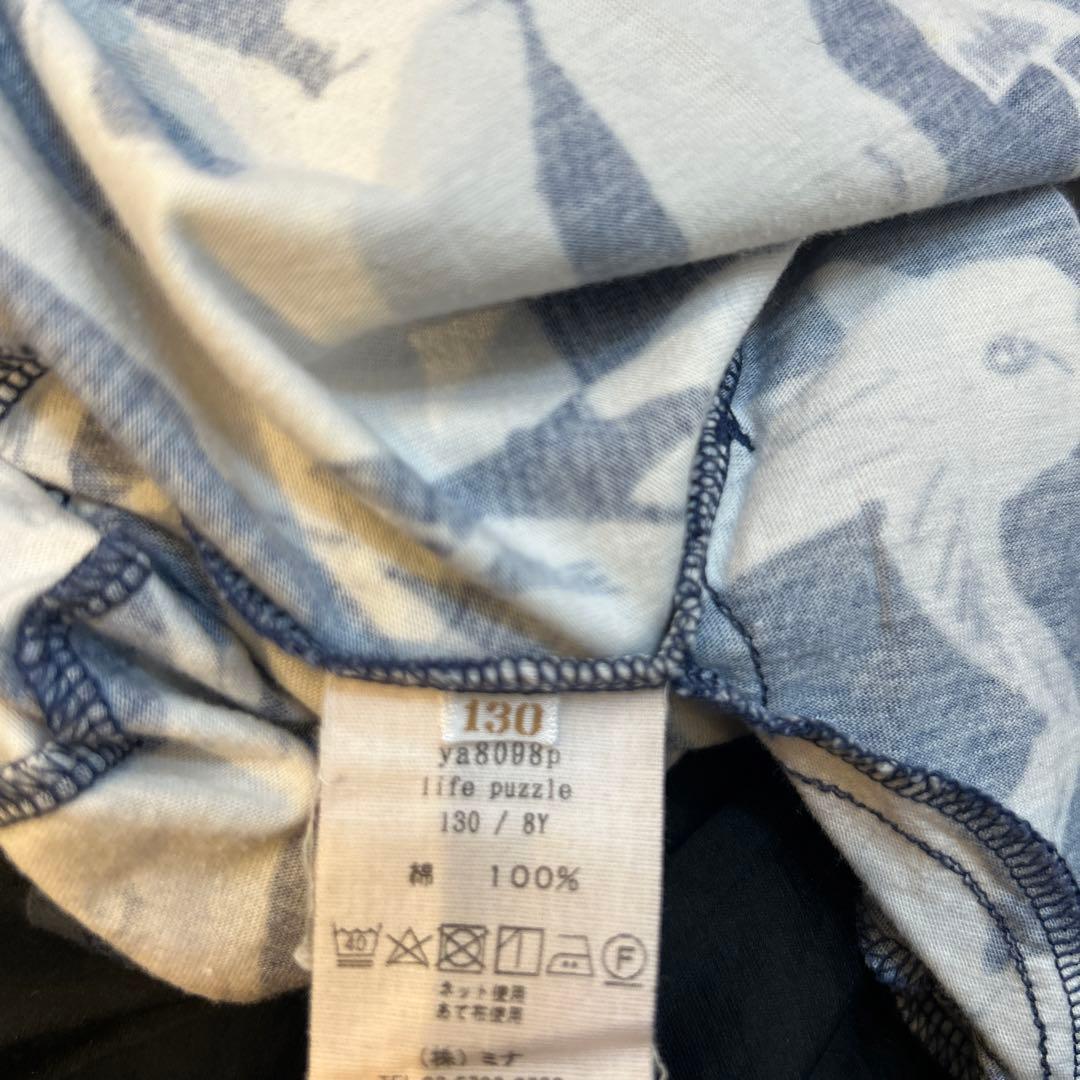 130
ya8098p
life puzzle
130 / 8Y
綿 100%
40
F
ネット使用
あて布使用
(株)ミナ